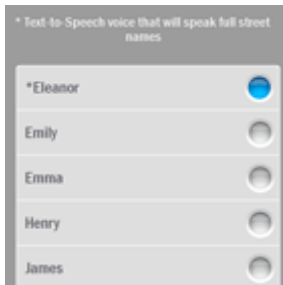 * Text-to-Speech voice that will speak full street
names
*Eleanor
Emily
Emma
Henry
James